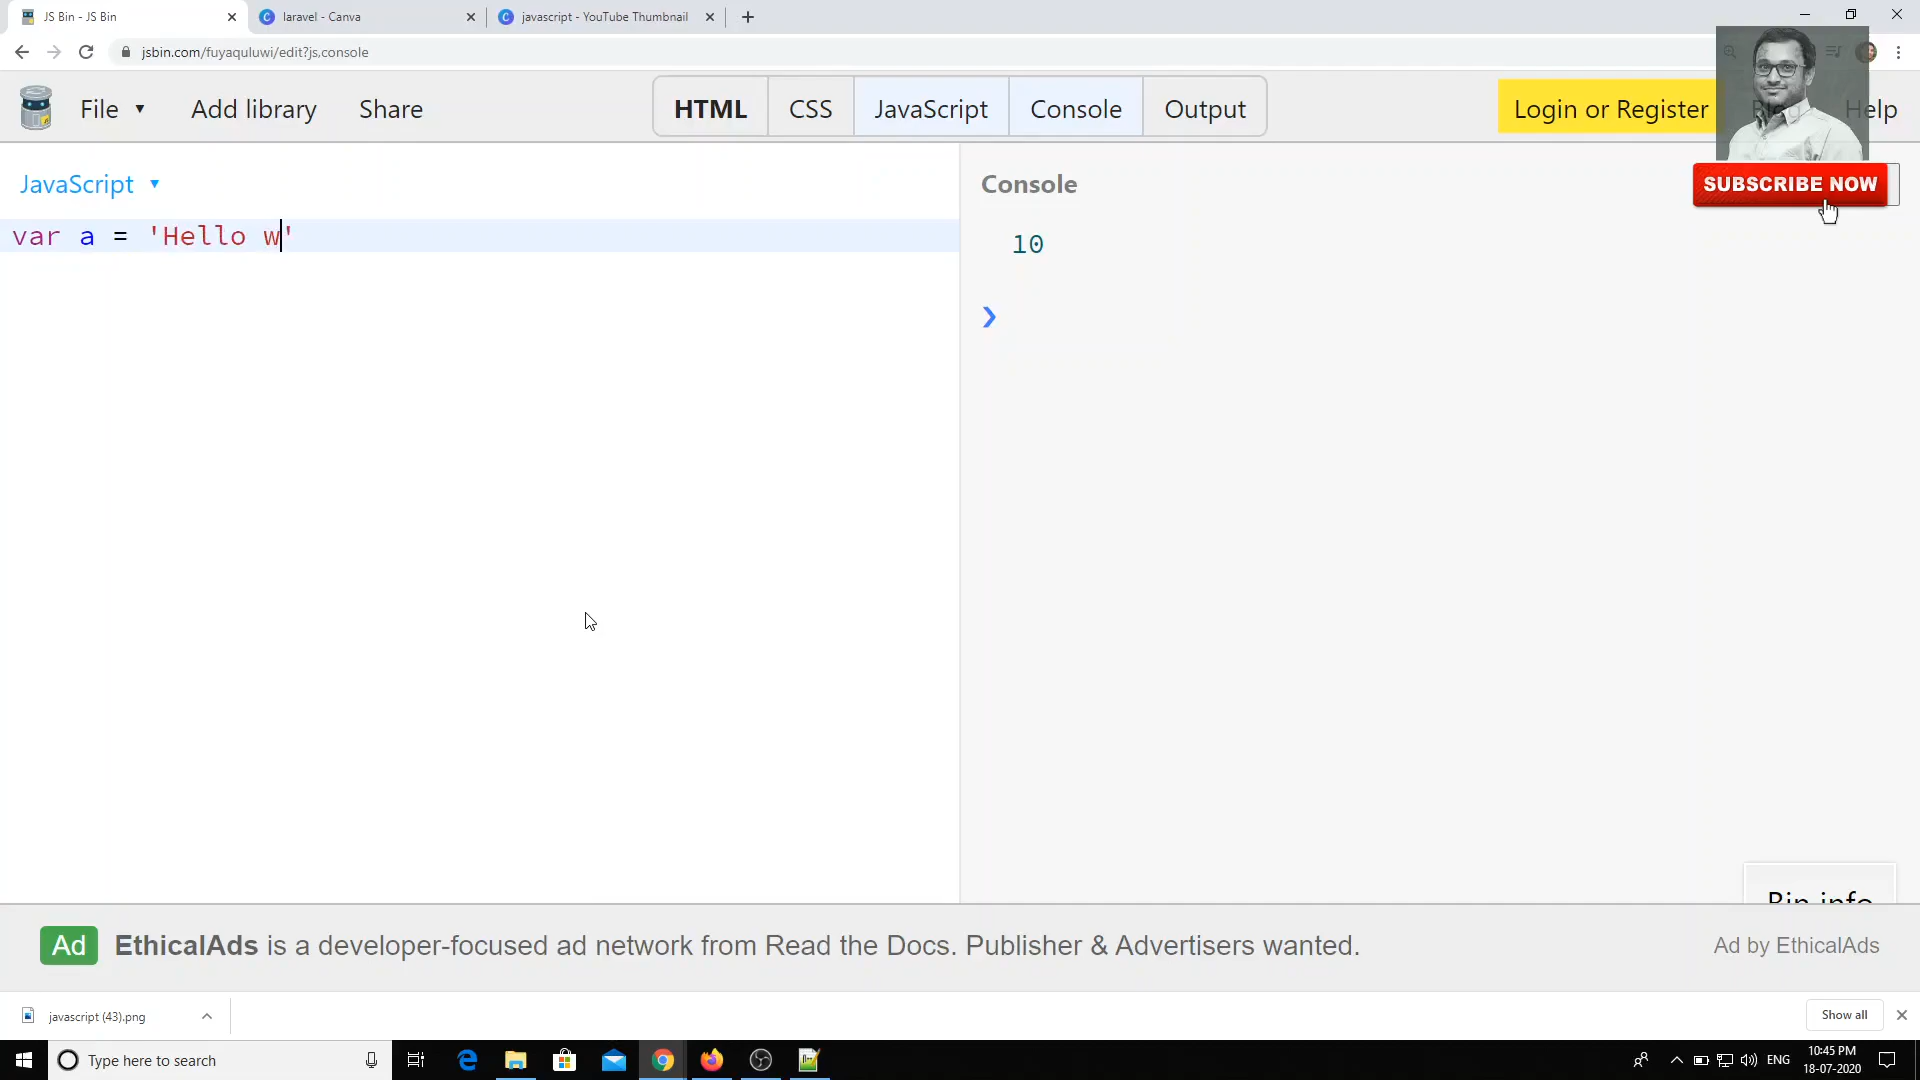 JS Bin - JS Bin
laravel - Canva
javascript - YouTube Thumbnail
jsbin.com/fuyaquluwi/edit?js,console
File
Add library
Share
HTML
CSS
JavaScript
Console
Output
Login or Register
Blog
Help
SUBSCRIBE NOW
JavaScript
var a = 'Hello w'
Console
10
Bin info
Ad
EthicalAds is a developer-focused ad network from Read the Docs. Publisher & Advertisers wanted.
Ad by EthicalAds
javascript (43).png
Show all
Type here to search
ENG
10:45 PM
18-07-2020